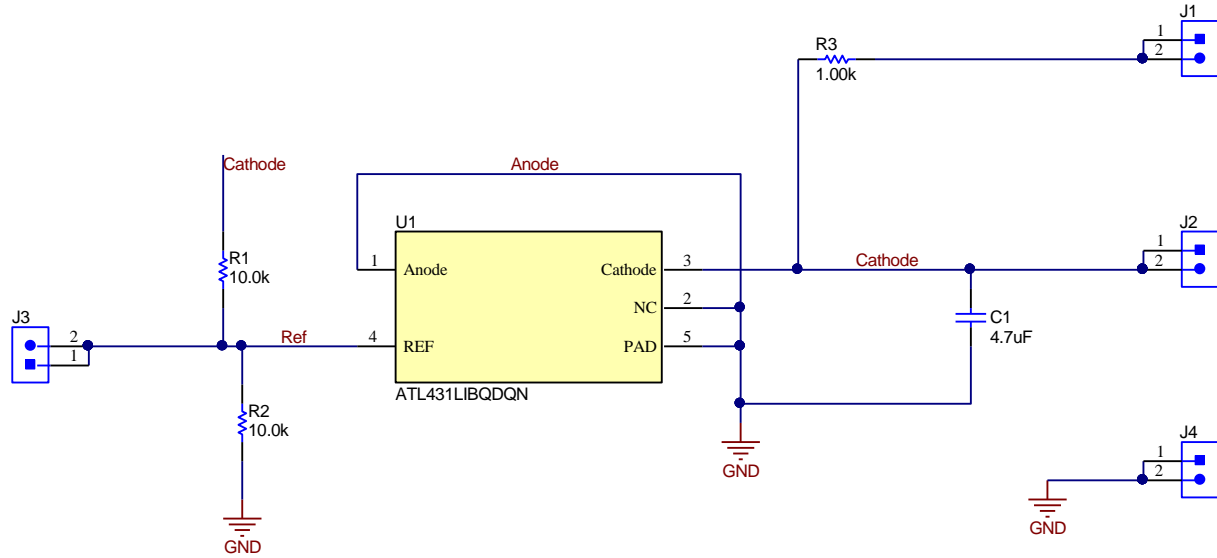 J1
1
2
R3
1.00k
Cathode
Anode
U1
R1
10.0k
1
Anode
Cathode
3
Cathode
J2
1
2
NC
2
C1
4.7uF
J3
2
1
Ref
4
REF
PAD
5
ATL431LIBQDQN
R2
10.0k
GND
J4
1
2
GND
GND